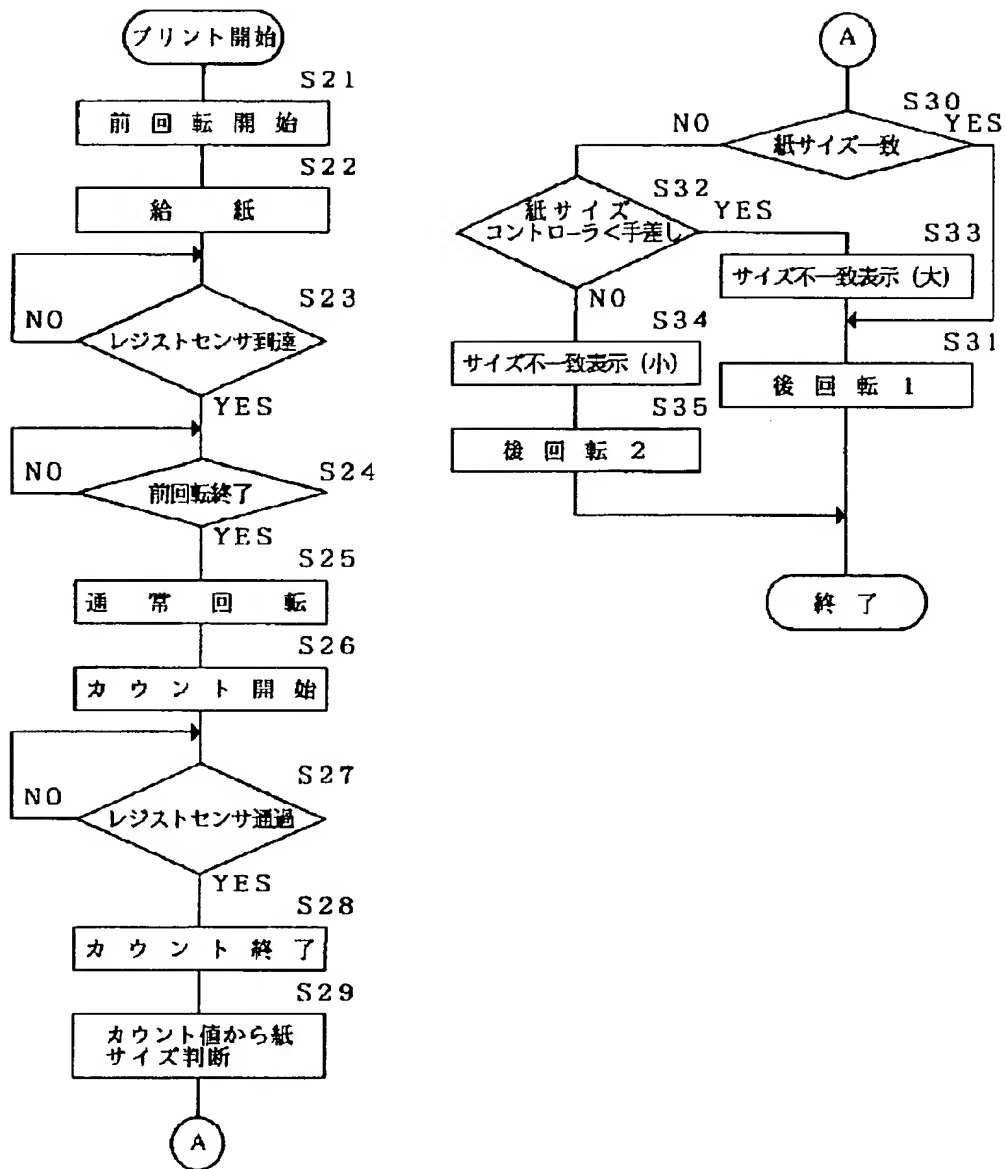 プリント開始
S21
前回転開始
S22
給紙
S23
NO
レジストセンサ到達
YES
NO
S24
前回転終了
YES
S25
通常回転
S26
カウント開始
S27
NO
レジストセンサ通過
YES
S28
カウント終了
S29
カウント値から紙
サイズ判断
A
A
S30
NO
YES
紙サイズ一致
S32
紙サイズ
コントローラ<手差し
YES
S33
サイズ不一致表示(大)
NO
S34
サイズ不一致表示(小)
S31
後回転1
S35
後回転2
終了